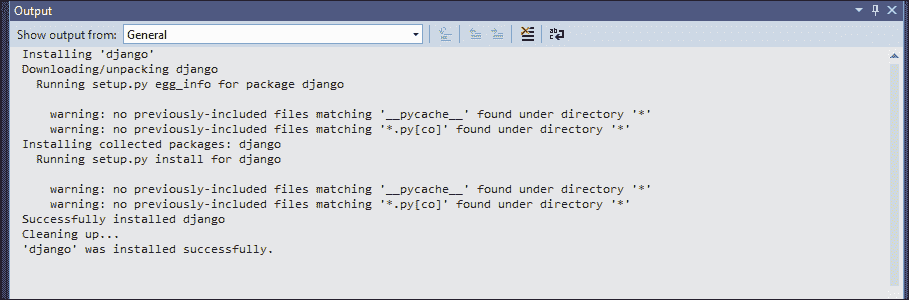 Output
Show output from: General
Installing 'django'
Downloading/unpacking django
Running setup.py egg_info for package django
warning: no previously-included files matching '__pycache__' found under directory '*'
warning: no previously-included files matching '*.py[co]' found under directory '*'
Installing collected packages: django
Running setup.py install for django
warning: no previously-included files matching '__pycache__' found under directory '*'
warning: no previously-included files matching '*.py[co]' found under directory '*'
Successfully installed django
Cleaning up...
'django' was installed successfully.